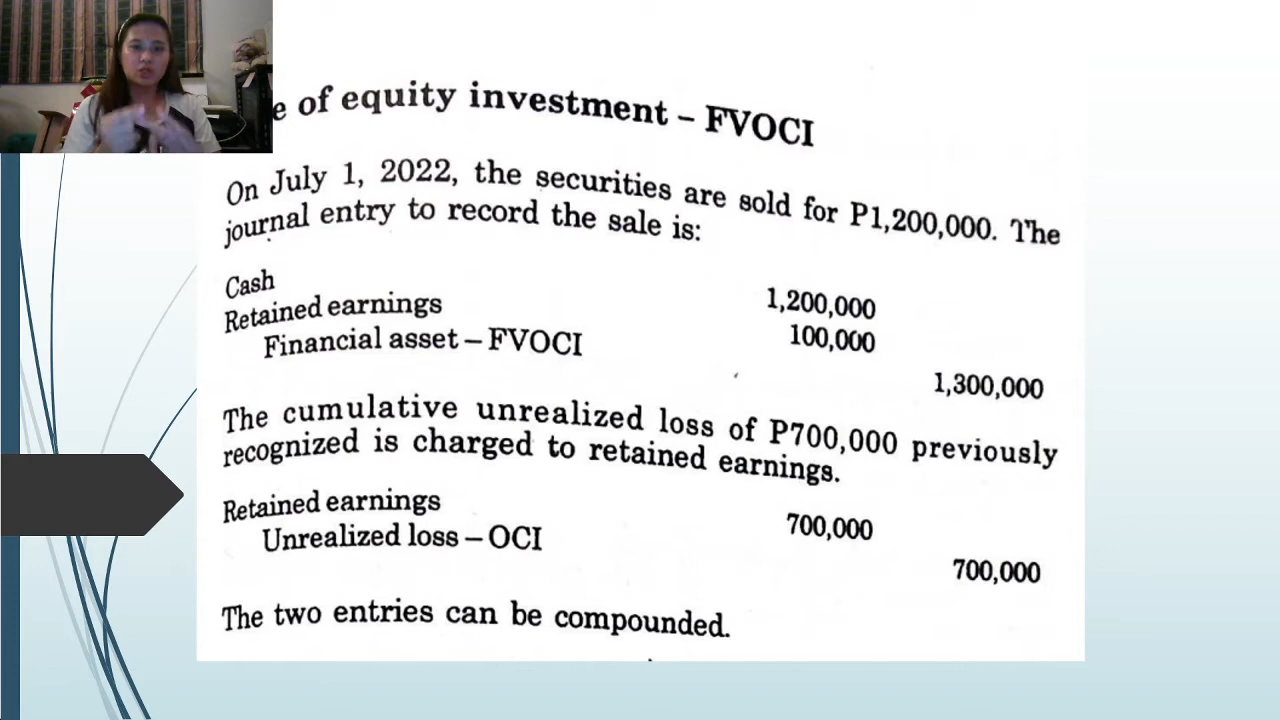 e of equity investment – FVOCI
On July 1, 2022, the securities are sold for P1,200,000. The
journal entry to record the sale is:
Cash 1,200,000
Retained earnings 100,000
Financial asset – FVOCI 1,300,000
The cumulative unrealized loss of P700,000 previously
recognized is charged to retained earnings.
Retained earnings 700,000
Unrealized loss – OCI 700,000
The two entries can be compounded.